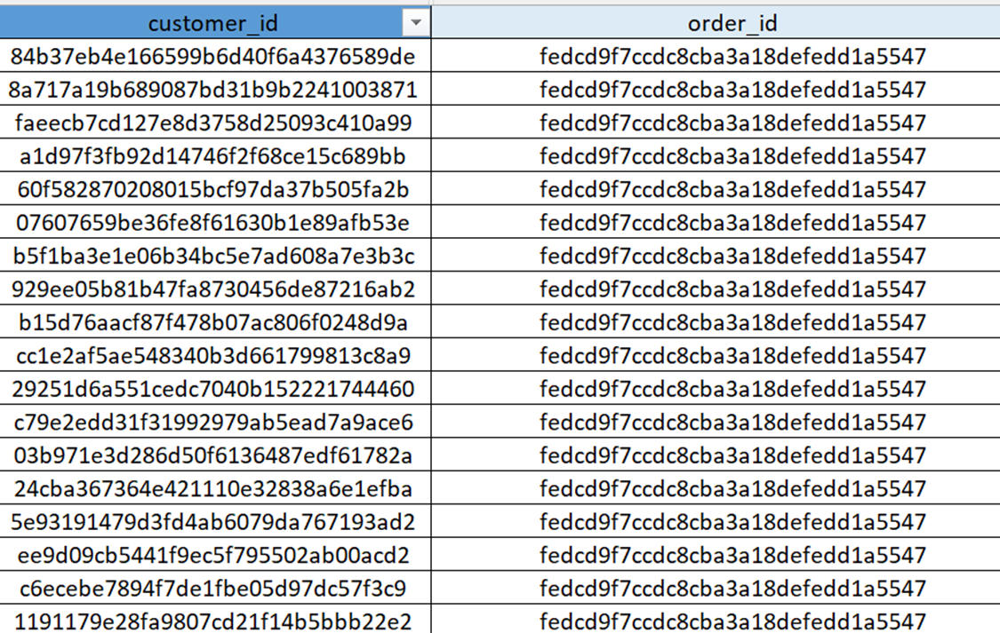 customer_id order_id
84b37eb4e166599b6d40f6a4376589de fedcd9f7ccdc8cba3a18defedd1a5547
8a717a19b689087bd31b9b2241003871 fedcd9f7ccdc8cba3a18defedd1a5547
faeecb7cd127e8d3758d25093c410a99 fedcd9f7ccdc8cba3a18defedd1a5547
a1d97f3fb92d14746f2f68ce15c689bb fedcd9f7ccdc8cba3a18defedd1a5547
60f582870208015bcf97da37b505fa2b fedcd9f7ccdc8cba3a18defedd1a5547
07607659be36fe8f61630b1e89afb53e fedcd9f7ccdc8cba3a18defedd1a5547
b5f1ba3e1e06b34bc5e7ad608a7e3b3c fedcd9f7ccdc8cba3a18defedd1a5547
929ee05b81b47fa8730456de87216ab2 fedcd9f7ccdc8cba3a18defedd1a5547
b15d76aacf87f478b07ac806f0248d9a fedcd9f7ccdc8cba3a18defedd1a5547
cc1e2af5ae548340b3d661799813c8a9 fedcd9f7ccdc8cba3a18defedd1a5547
29251d6a551cedc7040b152221744460 fedcd9f7ccdc8cba3a18defedd1a5547
c79e2edd31f31992979ab5ead7a9ace6 fedcd9f7ccdc8cba3a18defedd1a5547
03b971e3d286d50f6136487edf61782a fedcd9f7ccdc8cba3a18defedd1a5547
24cba367364e421110e32838a6e1efba fedcd9f7ccdc8cba3a18defedd1a5547
5e93191479d3fd4ab6079da767193ad2 fedcd9f7ccdc8cba3a18defedd1a5547
ee9d09cb5441f9ec5f795502ab00acd2 fedcd9f7ccdc8cba3a18defedd1a5547
c6ecebe7894f7de1fbe05d97dc57f3c9 fedcd9f7ccdc8cba3a18defedd1a5547
1191179e28fa9807cd21f14b5bbb22e2 fedcd9f7ccdc8cba3a18defedd1a5547